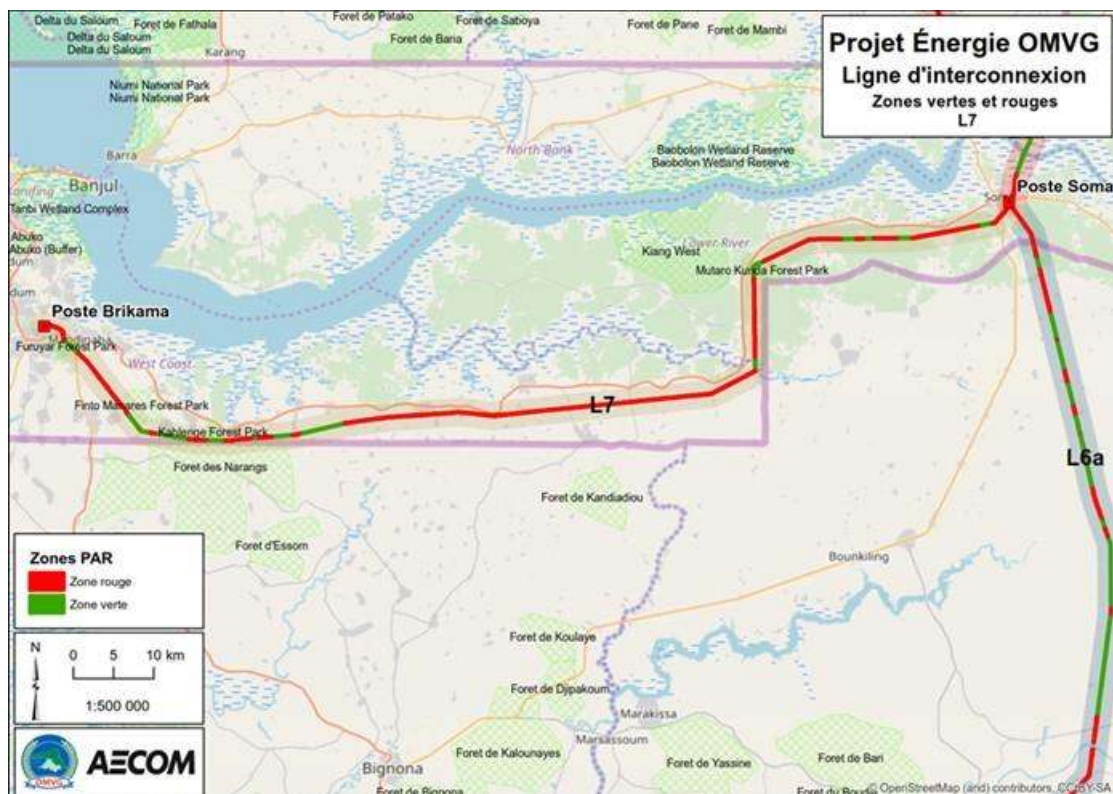 Projet Énergie OMVG
Ligne d'interconnexion
Zones vertes et rouges
L7
Delta du Saloum
Delta du Saloum
Delta du Saloum
Foret de Fathala
Karang
Foret de Patako
Foret de Baria
Foret de Saboya
Foret de Pane
Foret de Mambi
Niumi National Park
Niumi National Park
Barra
North Bank
Baobolon Wetland Reserve
Baobolon Wetland Reserve
Banjul
Tanbi Wetland Complex
Abuko
Abuko (Buffer)
Poste Soma
Kiang West
Lower River
Mutaro Kunda Forest Park
Poste Brikama
Furuyar Forest Park
West Coast
Finto Manares Forest Park
L7
Kahlenge Forest Park
Foret des Narangs
L6a
Foret de Kandiadiou
Foret d'Essom
Bounkiling
Zones PAR
Zone rouge
Zone verte
Foret de Koulaye
N
0 5 10 km
1:500 000
Foret de Djpakoum
Marakissa
Marsassoum
Foret de Kalounayes
Foret de Yassine
Foret de Bari
Bignona
Foret de Bignona
OMVG
AECOM
© OpenStreetMap (and) contributors, CC-BY-SA